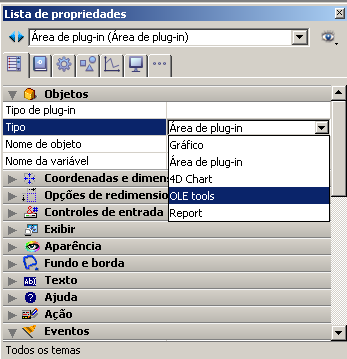 Lista de propriedades
Área de plug-in (Área de plug-in)
Objetos
Tipo de plug-in
Tipo
Área de plug-in
Nome de objeto
Gráfico
Nome da variável
Área de plug-in
Coordenadas e dimens
4D Chart
Opções de redimensio
OLE tools
Controles de entrada
Report
Exibir
Aparência
Fundo e borda
Texto
Ajuda
Ação
Eventos
Todos os temas